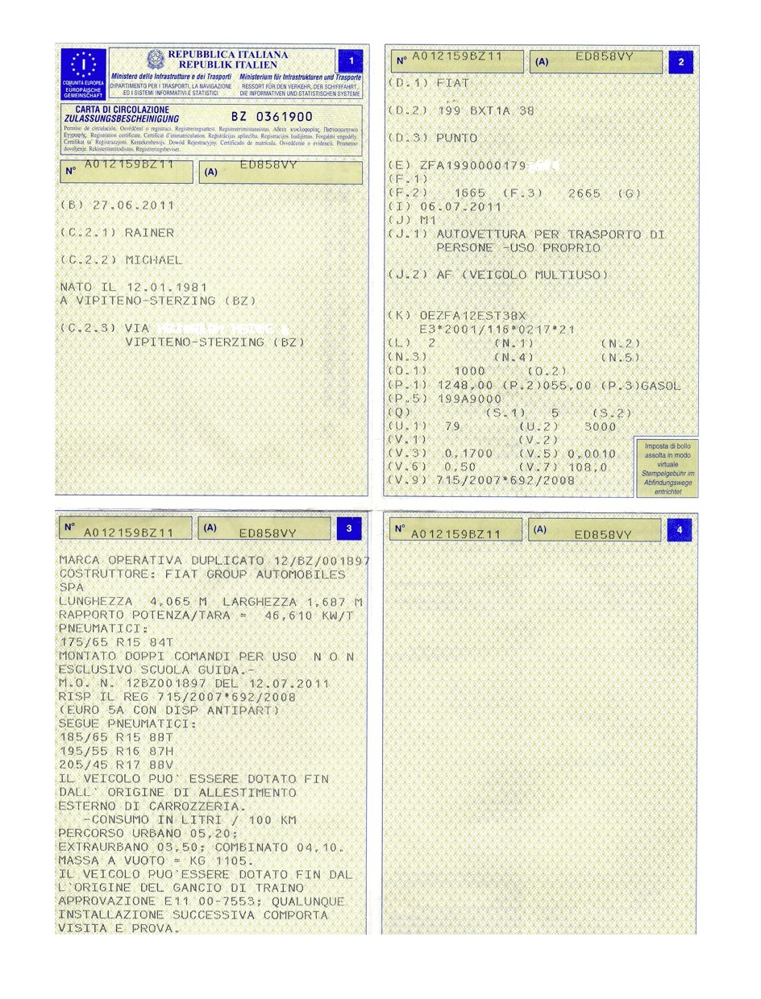 COMUNITÀ EUROPEA
EUROPÄISCHE
GEMEINSCHAFT
I
REPUBBLICA ITALIANA
REPUBLIK ITALIEN
1
Ministero delle Infrastrutture e dei Trasporti
Ministerium für Infrastrukturen und Transporte
DIPARTIMENTO PER I TRASPORTI, LA NAVIGAZIONE
ED I SISTEMI INFORMATIVI E STATISTICI
RESSORT FÜR DEN VERKEHR, DER SCHIFFFAHRT,
DIE INFORMATIVEN UND STATISTISCHEN SYSTEME
CARTA DI CIRCOLAZIONE
ZULASSUNGSBESCHEINIGUNG
BZ 0361900
Permiso de circulación. Osvědčení o registraci. Registreringsattest. Registreerimistunnistus. Αδεια κυκλοφορίας. Πιστοποιητικό
Εγγραφής. Registration certificate. Certificat d'immatriculation. Reģistrācijas apliecība. Registracijos liudijimas. Forgalmi engedély.
Ċertifikat ta' Reġistrazzjoni. Kentekenbewijs. Dowód Rejestracyjny. Certificado de matrícula. Osvedčenie o evidencii. Prometno
dovoljenje. Rekisteröintitodistus. Registreringsbeviset.
N° A012159BZ11 (A) ED858VY
(B) 27.06.2011
(C.2.1) RAINER
(C.2.2) MICHAEL
NATO IL 12.01.1981
A VIPITENO-STERZING (BZ)
(C.2.3) VIA
VIPITENO-STERZING (BZ)
N° A012159BZ11 (A) ED858VY 2
(D.1) FIAT
(D.2) 199 BXT1A 38
(D.3) PUNTO
(E) ZFA1990000179
(F.1)
(F.2) 1665 (F.3) 2665 (G)
(I) 06.07.2011
(J) M1
(J.1) AUTOVETTURA PER TRASPORTO DI
PERSONE -USO PROPRIO
(J.2) AF (VEICOLO MULTIUSO)
(K) OEZFA12EST38X
E3*2001/116*0217*21
(L) 2 (N.1) (N.2)
(N.3) (N.4) (N.5)
(O.1) 1000 (O.2)
(P.1) 1248,00 (P.2)055,00 (P.3)GASOL
(P.5) 199A9000
(Q) (S.1) 5 (S.2)
(U.1) 79 (U.2) 3000
(V.1) (V.2)
(V.3) 0,1700 (V.5) 0,0010
(V.6) 0,50 (V.7) 108,0
(V.9) 715/2007*692/2008
Imposta di bollo
assolta in modo
virtuale
Stempelgebühr im
Abfindungswege
entrichtet
N° A012159BZ11 (A) ED858VY 3
MARCA OPERATIVA DUPLICATO 12/BZ/001897
COSTRUTTORE: FIAT GROUP AUTOMOBILES
SPA
LUNGHEZZA 4,065 M LARGHEZZA 1,687 M
RAPPORTO POTENZA/TARA = 46,610 KW/T
PNEUMATICI:
175/65 R15 84T
MONTATO DOPPI COMANDI PER USO N O N
ESCLUSIVO SCUOLA GUIDA.-
M.O. N. 12BZ001897 DEL 12.07.2011
RISP IL REG 715/2007*692/2008
(EURO 5A CON DISP ANTIPART)
SEGUE PNEUMATICI:
185/65 R15 88T
195/55 R16 87H
205/45 R17 88V
IL VEICOLO PUO` ESSERE DOTATO FIN
DALL` ORIGINE DI ALLESTIMENTO
ESTERNO DI CARROZZERIA.
-CONSUMO IN LITRI / 100 KM
PERCORSO URBANO 05,20;
EXTRAURBANO 03,50; COMBINATO 04,10.
MASSA A VUOTO = KG 1105.
IL VEICOLO PUO`ESSERE DOTATO FIN DAL
L`ORIGINE DEL GANCIO DI TRAINO
APPROVAZIONE E11 00-7553; QUALUNQUE
INSTALLAZIONE SUCCESSIVA COMPORTA
VISITA E PROVA.
N° A012159BZ11 (A) ED858VY 4